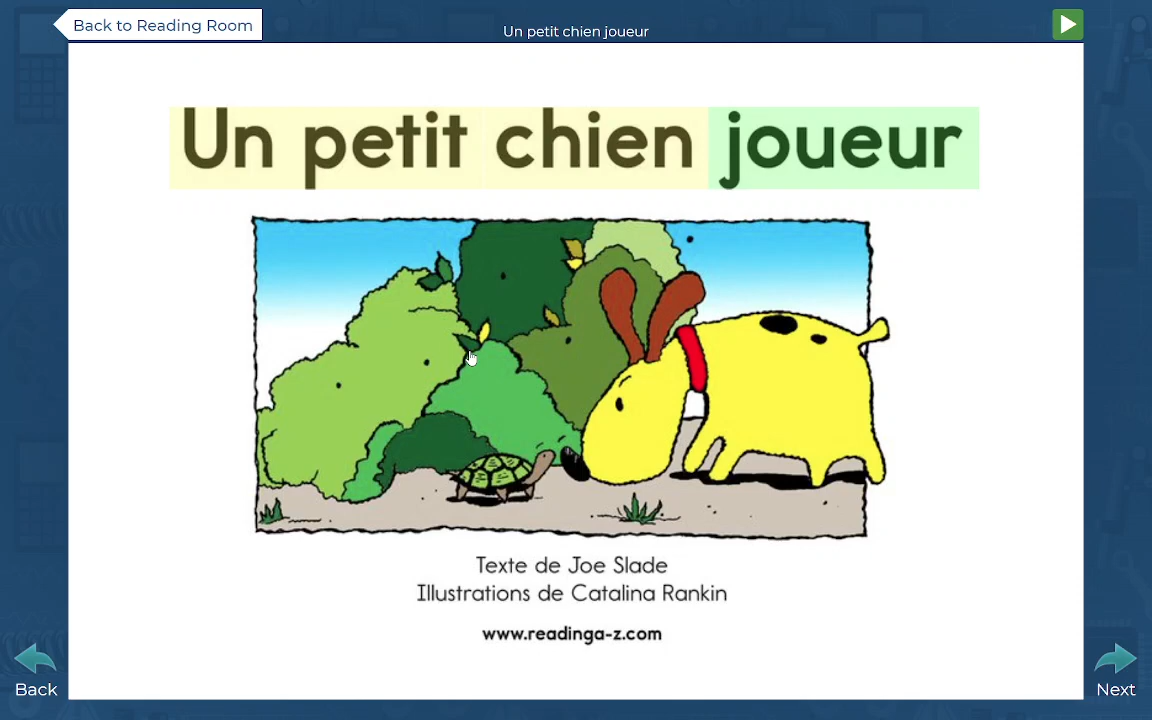 Back to Reading Room
Un petit chien joueur
Un petit chien joueur
Texte de Joe Slade
Illustrations de Catalina Rankin
www.readinga-z.com
Back
Next